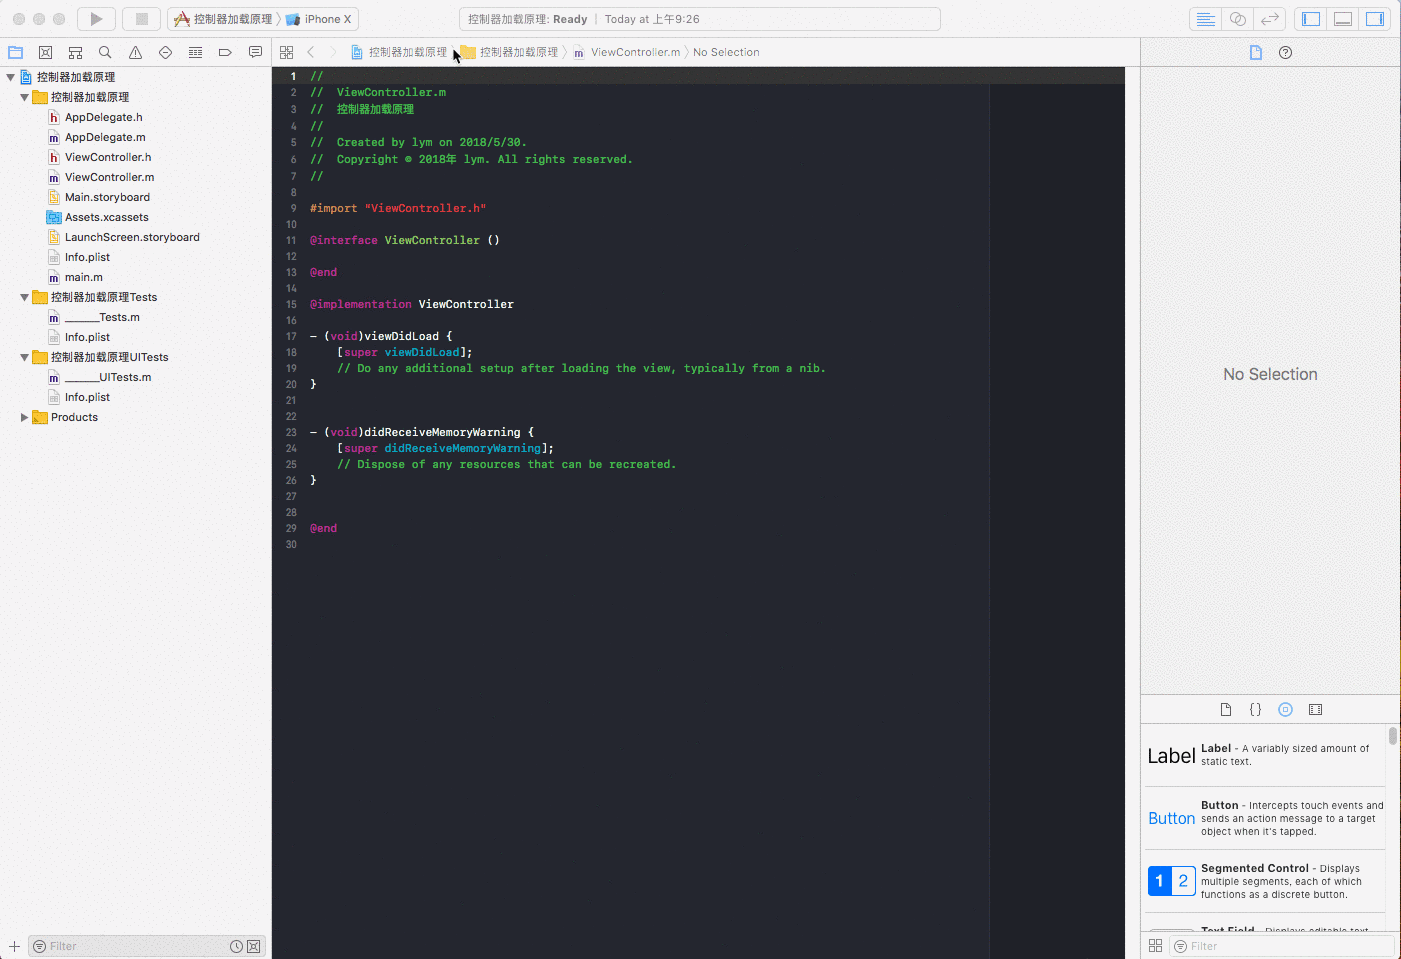 控制器加载原理 iPhone X
控制器加载原理: Ready | Today at 上午9:26
控制器加载原理 控制器加载原理 ViewController.m No Selection
控制器加载原理
控制器加载原理
AppDelegate.h
AppDelegate.m
ViewController.h
ViewController.m
Main.storyboard
Assets.xcassets
LaunchScreen.storyboard
Info.plist
main.m
控制器加载原理Tests
______Tests.m
Info.plist
控制器加载原理UITests
______UITests.m
Info.plist
Products
Filter
1 //
2 // ViewController.m
3 // 控制器加载原理
4 //
5 // Created by lym on 2018/5/30.
6 // Copyright © 2018年 lym. All rights reserved.
7 //
8
9 #import "ViewController.h"
10
11 @interface ViewController ()
12
13 @end
14
15 @implementation ViewController
16
17 - (void)viewDidLoad {
18 [super viewDidLoad];
19 // Do any additional setup after loading the view, typically from a nib.
20 }
21
22
23 - (void)didReceiveMemoryWarning {
24 [super didReceiveMemoryWarning];
25 // Dispose of any resources that can be recreated.
26 }
27
28
29 @end
30
No Selection
{}
Label
Label - A variably sized amount of
static text.
Button
Button - Intercepts touch events and
sends an action message to a target
object when it's tapped.
1 2
Segmented Control - Displays
multiple segments, each of which
functions as a discrete button.
Text Field - Displays editable text
Filter